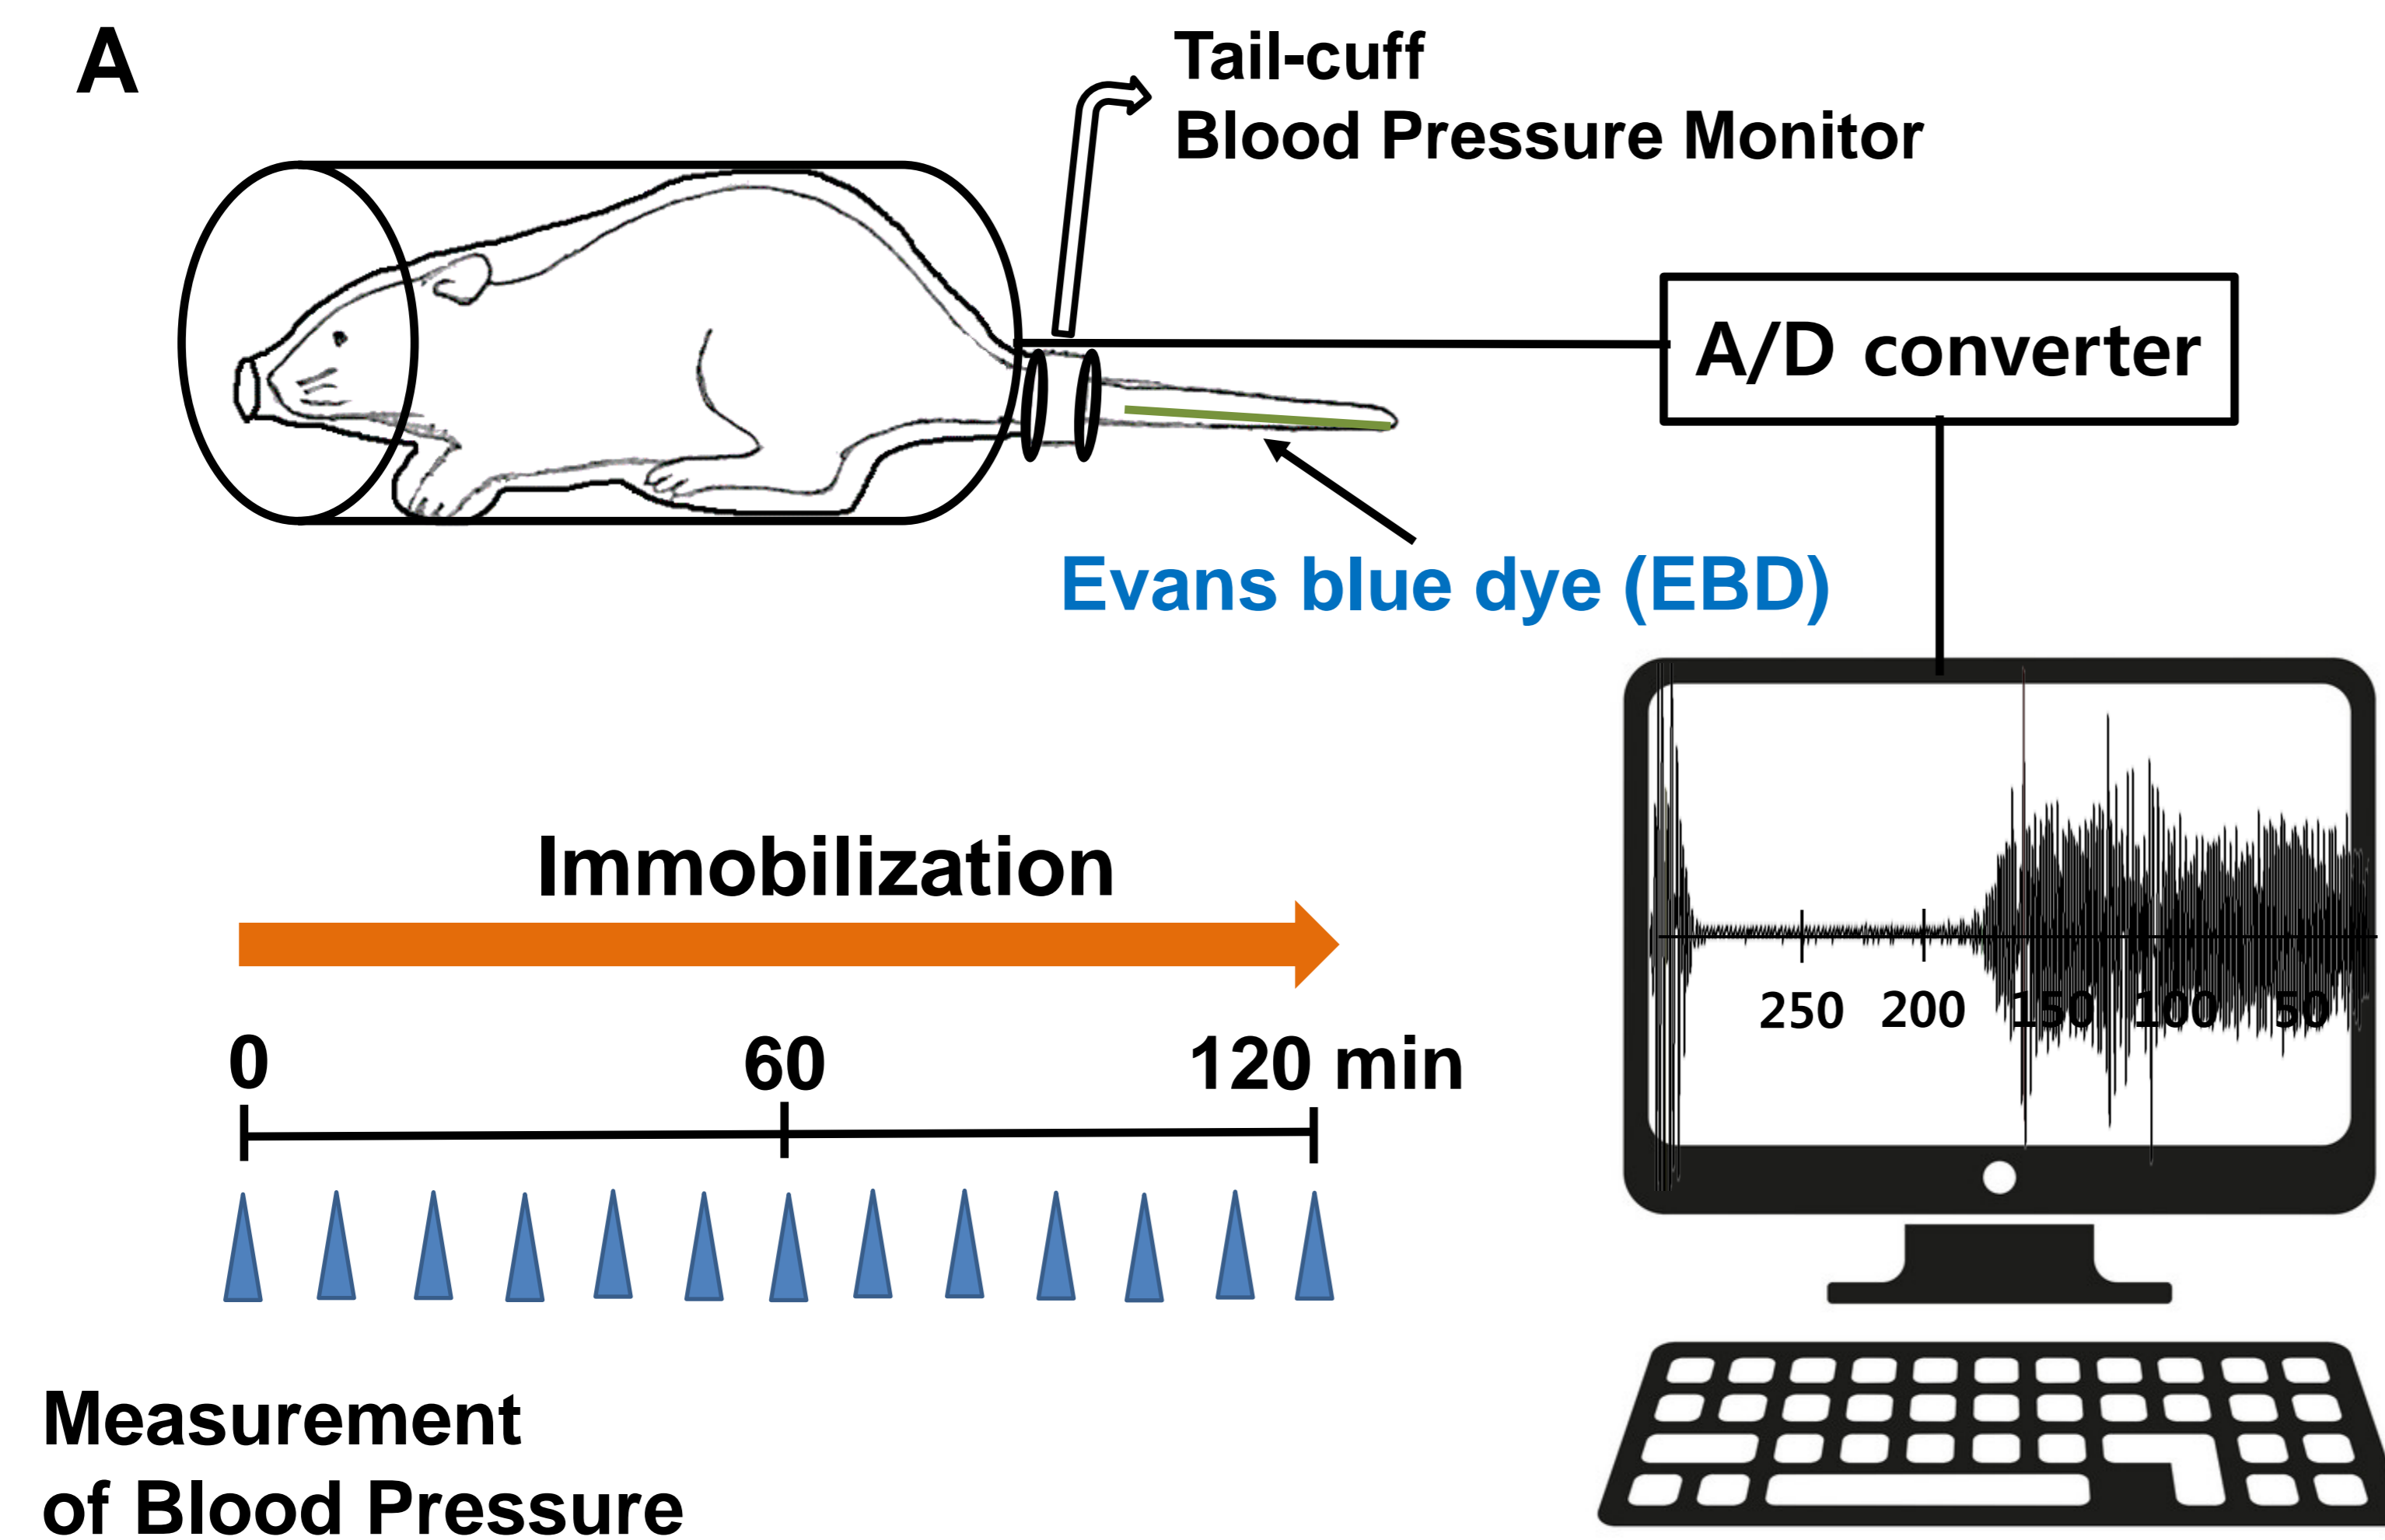 A
Tail-cuff
Blood Pressure Monitor
A/D converter
Evans blue dye (EBD)
Immobilization
0 60 120 min
250 200 150 100 50
Measurement
of Blood Pressure